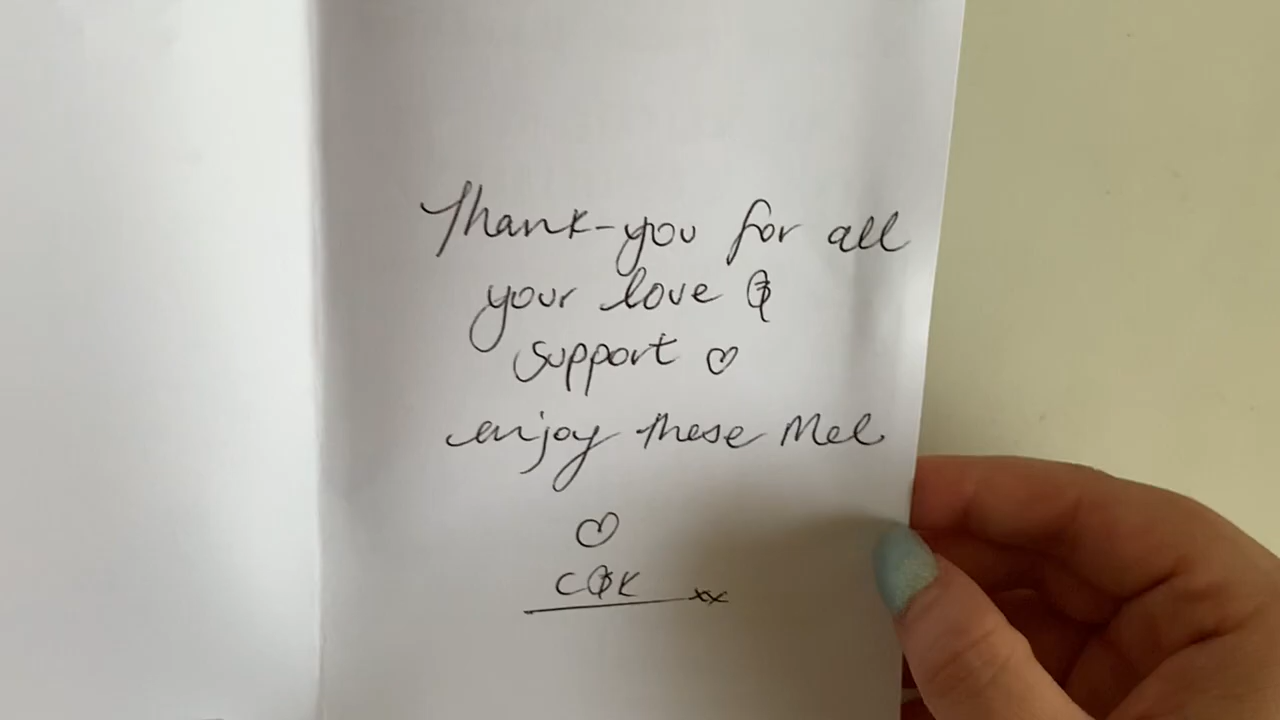 Thank-you for all
your love &
support ♡
enjoy these Mel
♡
C&K xx